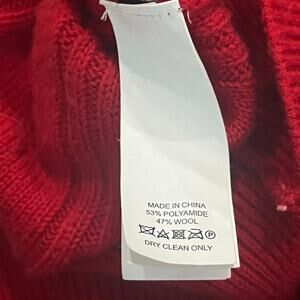 MADE IN CHINA
53% POLYAMIDE
47% WOOL
P
DRY CLEAN ONLY